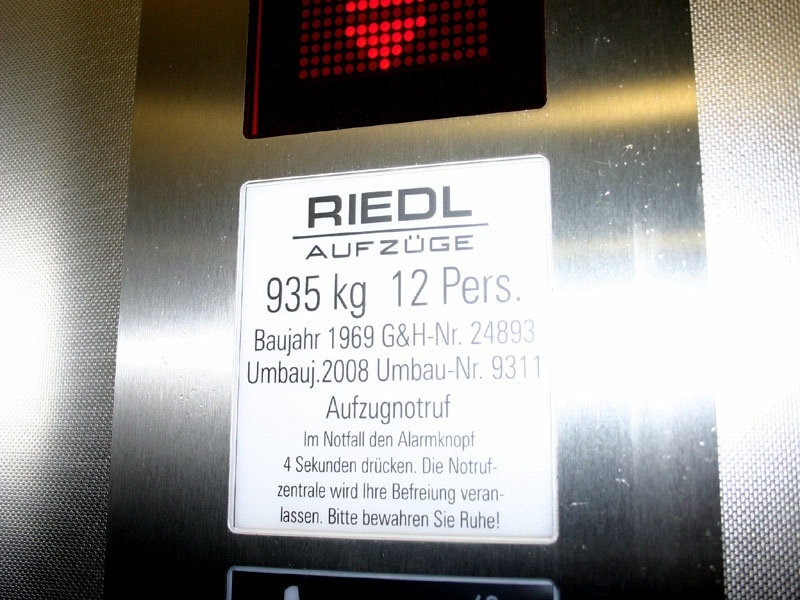 RIEDL
AUFZÜGE
935 kg 12 Pers.
Baujahr 1969 G&H-Nr. 24893
Umbauj.2008 Umbau-Nr. 9311
Aufzugnotruf
Im Notfall den Alarmknopf
4 Sekunden drücken. Die Notruf-
zentrale wird Ihre Befreiung veran-
lassen. Bitte bewahren Sie Ruhe!